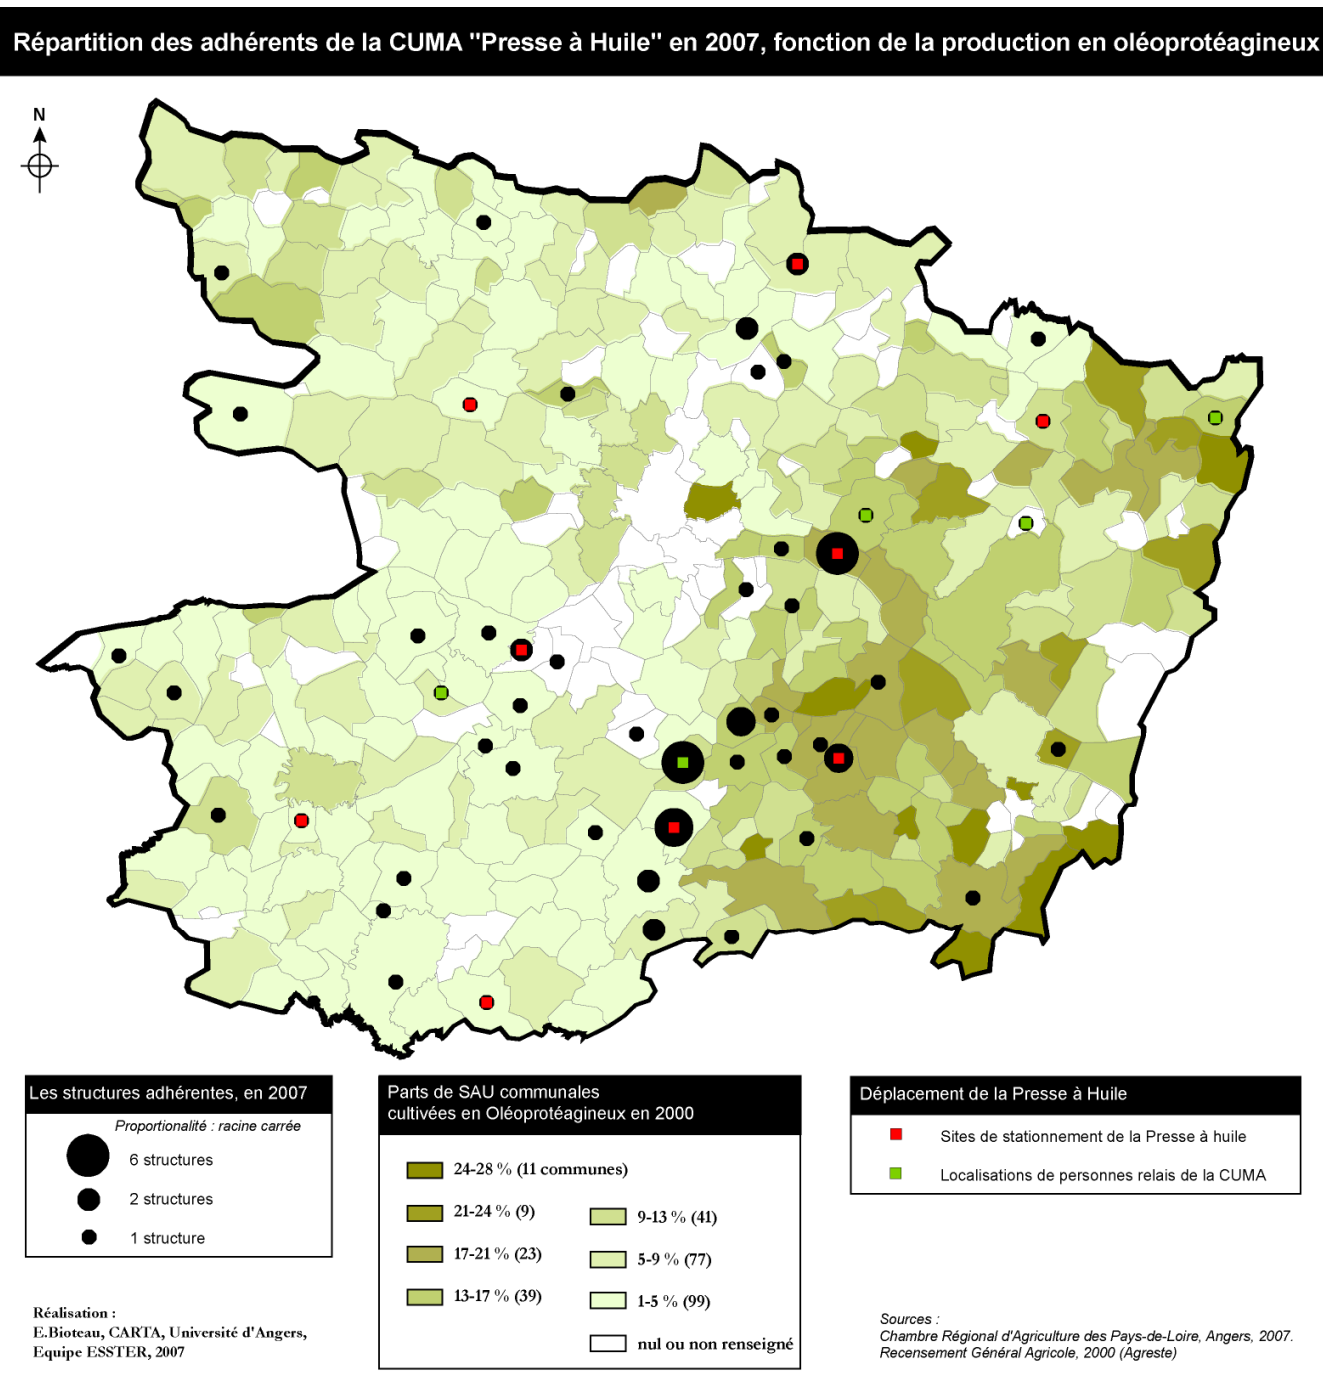 Répartition des adhérents de la CUMA "Presse à Huile" en 2007, fonction de la production en oléoprotéagineux
N
Les structures adhérentes, en 2007
Proportionalité : racine carrée
6 structures
2 structures
1 structure
Parts de SAU communales
cultivées en Oléoprotéagineux en 2000
24-28 % (11 communes)
21-24 % (9)
17-21 % (23)
13-17 % (39)
9-13 % (41)
5-9 % (77)
1-5 % (99)
nul ou non renseigné
Déplacement de la Presse à Huile
Sites de stationnement de la Presse à huile
Localisations de personnes relais de la CUMA
Réalisation :
E.Bioteau, CARTA, Université d'Angers,
Equipe ESSTER, 2007
Sources :
Chambre Régional d'Agriculture des Pays-de-Loire, Angers, 2007.
Recensement Général Agricole, 2000 (Agreste)